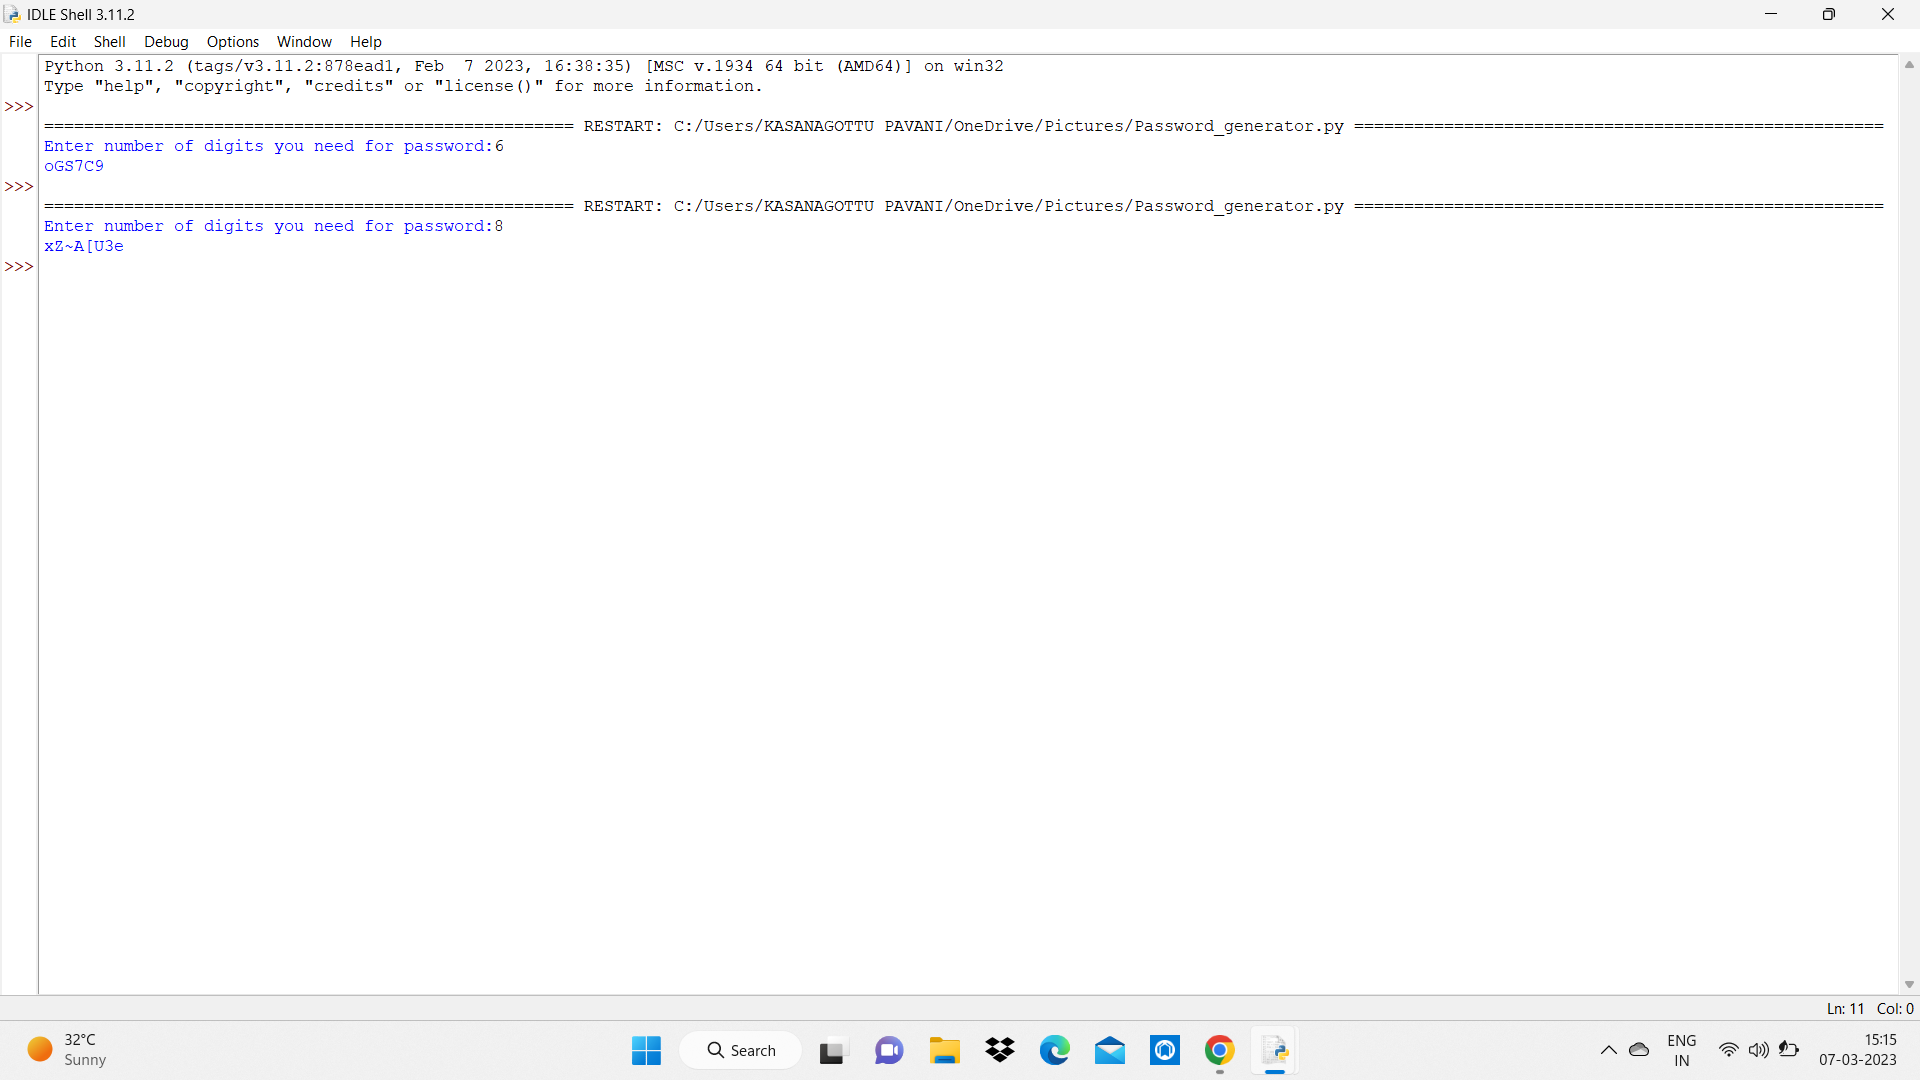 IDLE Shell 3.11.2
File Edit Shell Debug Options Window Help
Python 3.11.2 (tags/v3.11.2:878ead1, Feb  7 2023, 16:38:35) [MSC v.1934 64 bit (AMD64)] on win32
Type "help", "copyright", "credits" or "license()" for more information.
>>>
===================================================== RESTART: C:/Users/KASANAGOTTU PAVANI/OneDrive/Pictures/Password_generator.py =====================================================
Enter number of digits you need for password:6
oGS7C9
>>>
===================================================== RESTART: C:/Users/KASANAGOTTU PAVANI/OneDrive/Pictures/Password_generator.py =====================================================
Enter number of digits you need for password:8
xZ~A[U3e
>>>
Ln: 11 Col: 0
32°C
Sunny
Search
ENG
IN
15:15
07-03-2023